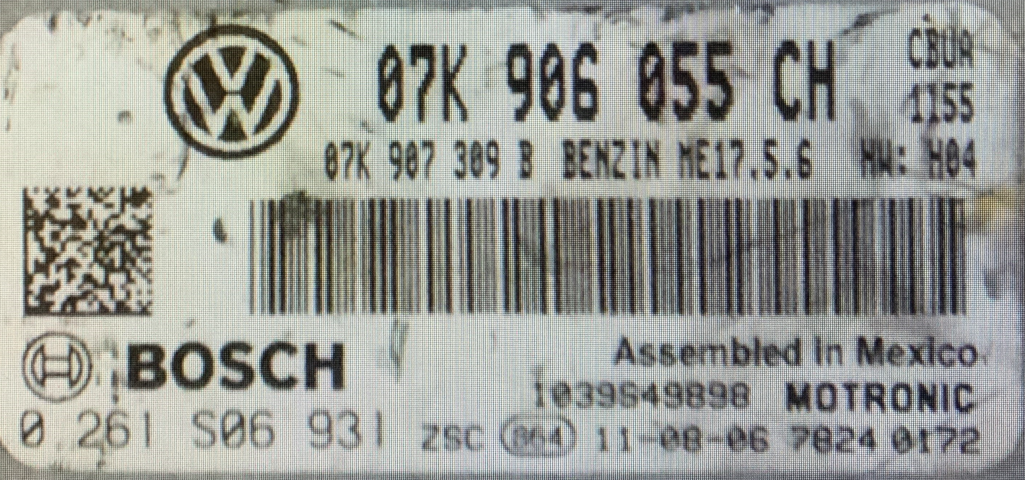 07K 906 055 CH CBUA
1155
07K 907 309 B BENZIN ME17.5.6 HW: H04
BOSCH
Assembled in Mexico
1039S49898 MOTRONIC
0 261 S06 931 ZSC 864 11-08-06 7824 0172